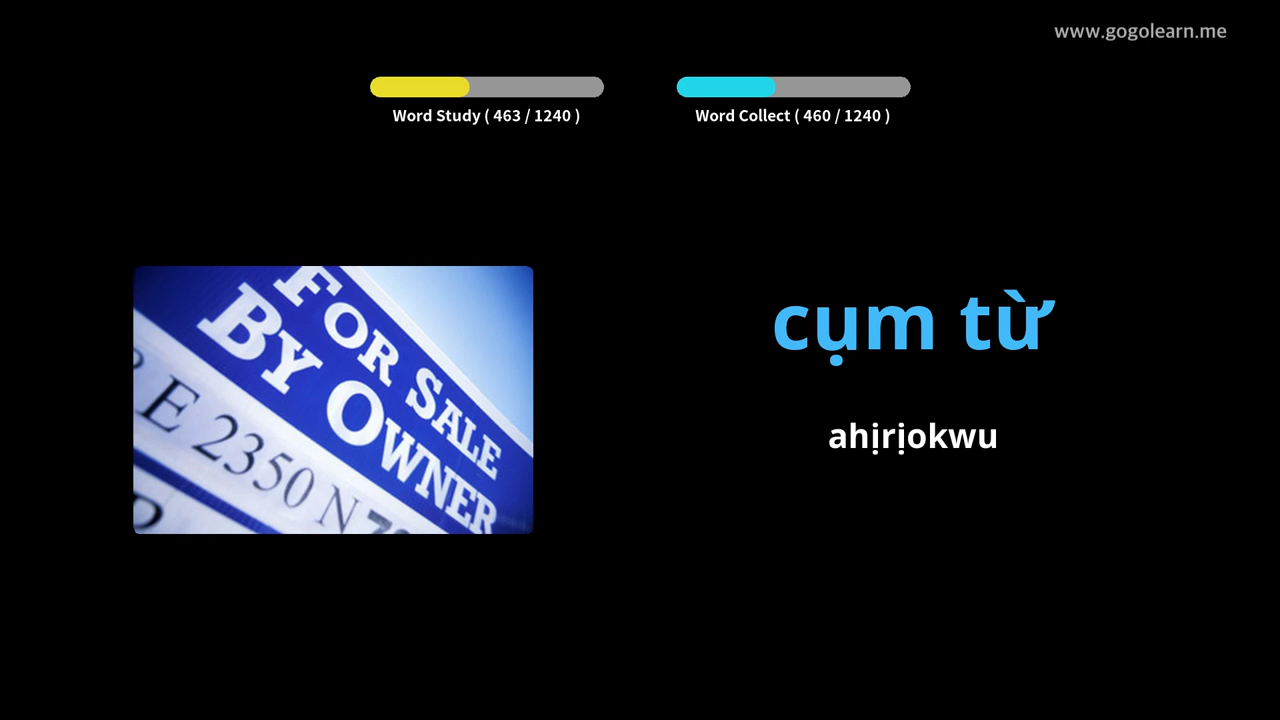 www.gogolearn.me
Word Study ( 463 / 1240 )
Word Collect ( 460 / 1240 )
FOR SALE
BY OWNER
E 2350 N
cụm từ
ahịrịokwu